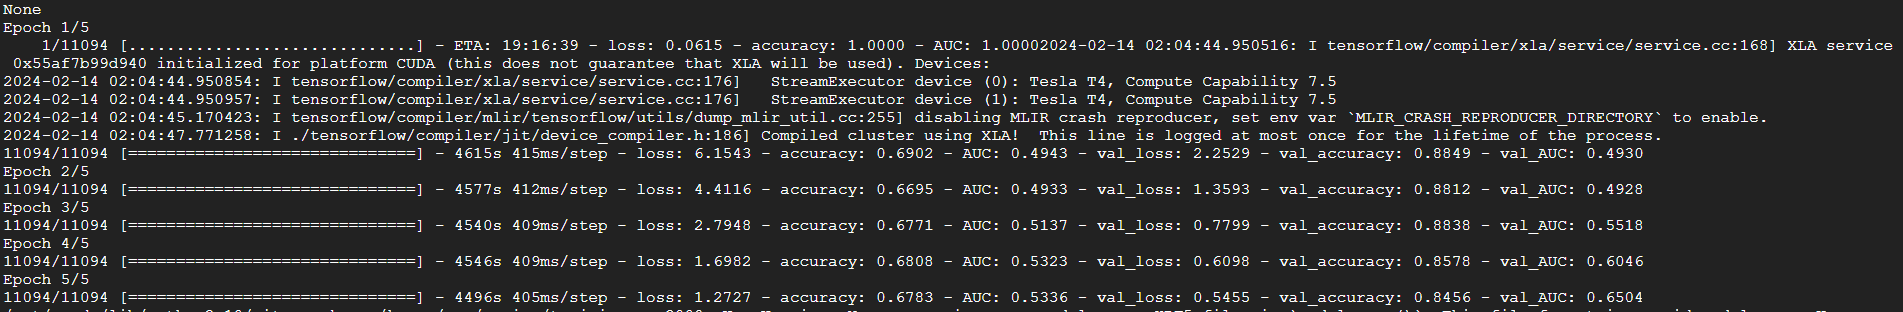 None
Epoch 1/5
1/11094 [..............................] - ETA: 19:16:39 - loss: 0.0615 - accuracy: 1.0000 - AUC: 1.00002024-02-14 02:04:44.950516: I tensorflow/compiler/xla/service/service.cc:168] XLA service
0x55af7b99d940 initialized for platform CUDA (this does not guarantee that XLA will be used). Devices:
2024-02-14 02:04:44.950854: I tensorflow/compiler/xla/service/service.cc:176]   StreamExecutor device (0): Tesla T4, Compute Capability 7.5
2024-02-14 02:04:44.950957: I tensorflow/compiler/xla/service/service.cc:176]   StreamExecutor device (1): Tesla T4, Compute Capability 7.5
2024-02-14 02:04:45.170423: I tensorflow/compiler/mlir/tensorflow/utils/dump_mlir_util.cc:255] disabling MLIR crash reproducer, set env var `MLIR_CRASH_REPRODUCER_DIRECTORY` to enable.
2024-02-14 02:04:47.771258: I ./tensorflow/compiler/jit/device_compiler.h:186] Compiled cluster using XLA!  This line is logged at most once for the lifetime of the process.
11094/11094 [==============================] - 4615s 415ms/step - loss: 6.1543 - accuracy: 0.6902 - AUC: 0.4943 - val_loss: 2.2529 - val_accuracy: 0.8849 - val_AUC: 0.4930
Epoch 2/5
11094/11094 [==============================] - 4577s 412ms/step - loss: 4.4116 - accuracy: 0.6695 - AUC: 0.4933 - val_loss: 1.3593 - val_accuracy: 0.8812 - val_AUC: 0.4928
Epoch 3/5
11094/11094 [==============================] - 4540s 409ms/step - loss: 2.7948 - accuracy: 0.6771 - AUC: 0.5137 - val_loss: 0.7799 - val_accuracy: 0.8838 - val_AUC: 0.5518
Epoch 4/5
11094/11094 [==============================] - 4546s 409ms/step - loss: 1.6982 - accuracy: 0.6808 - AUC: 0.5323 - val_loss: 0.6098 - val_accuracy: 0.8578 - val_AUC: 0.6046
Epoch 5/5
11094/11094 [==============================] - 4496s 405ms/step - loss: 1.2727 - accuracy: 0.6783 - AUC: 0.5336 - val_loss: 0.5455 - val_accuracy: 0.8456 - val_AUC: 0.6504